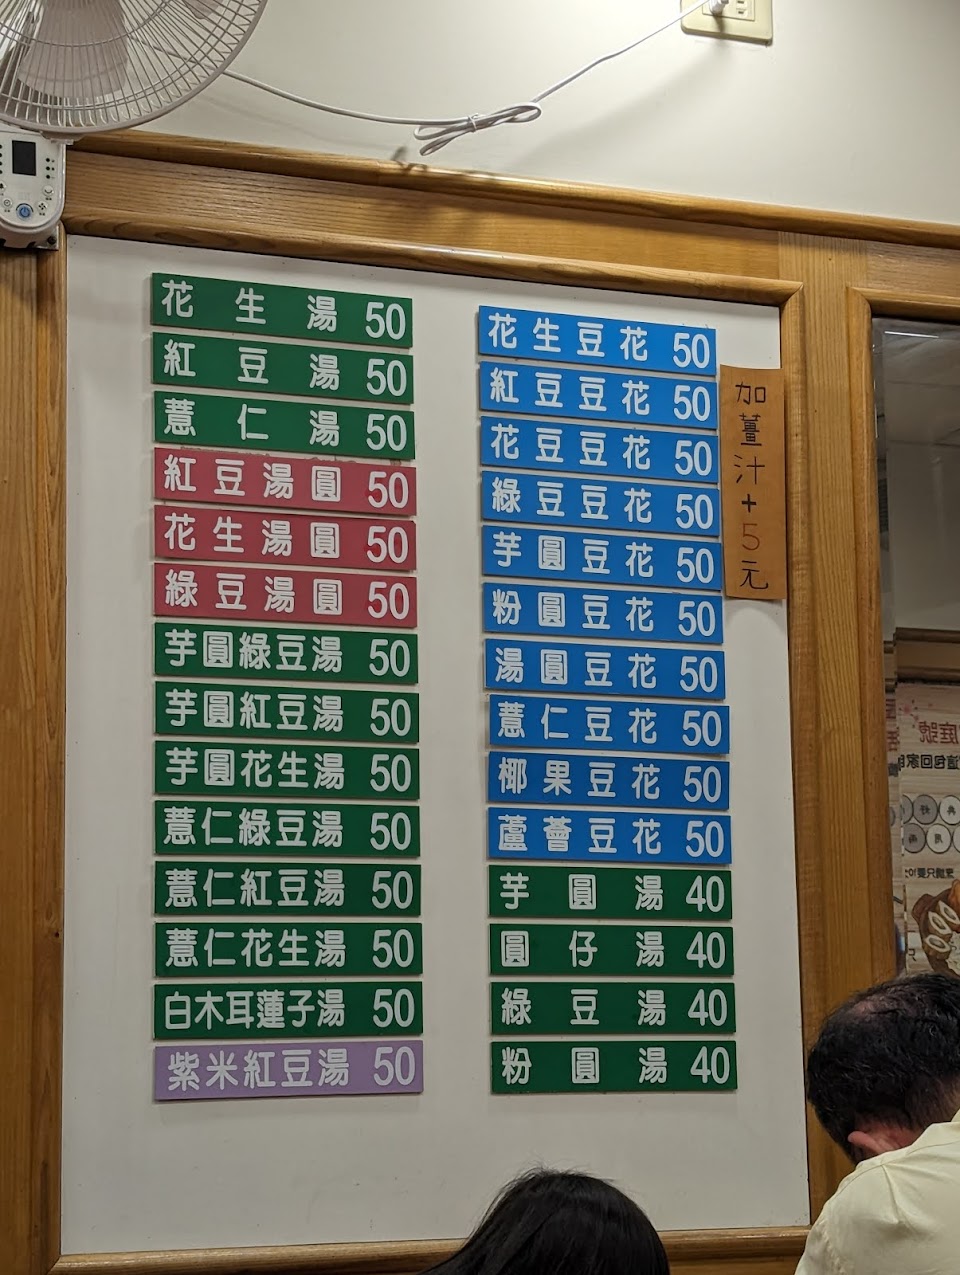 花生湯 50
紅豆湯 50
薏仁湯 50
紅豆湯圓 50
花生湯圓 50
綠豆湯圓 50
芋圓綠豆湯 50
芋圓紅豆湯 50
芋圓花生湯 50
薏仁綠豆湯 50
薏仁紅豆湯 50
薏仁花生湯 50
白木耳蓮子湯 50
紫米紅豆湯 50
花生豆花 50
紅豆豆花 50
花豆豆花 50
綠豆豆花 50
芋圓豆花 50
粉圓豆花 50
湯圓豆花 50
薏仁豆花 50
椰果豆花 50
蘆薈豆花 50
芋圓湯 40
圓仔湯 40
綠豆湯 40
粉圓湯 40
加薑汁+5元